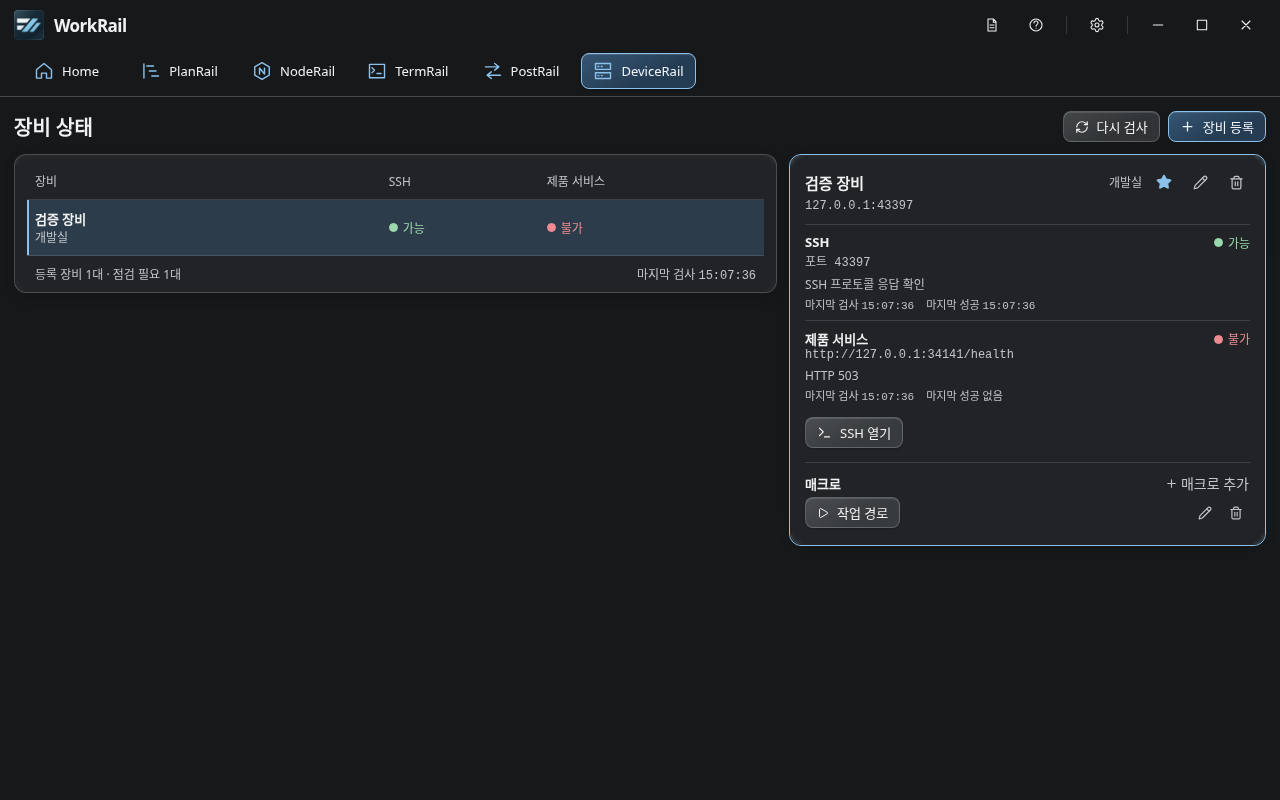 WorkRail
Home PlanRail NodeRail TermRail PostRail DeviceRail
장비 상태
다시 검사 장비 등록
장비 SSH 제품 서비스
검증 장비
개발실
가능 불가
등록 장비 1대 · 점검 필요 1대 마지막 검사 15:07:36
검증 장비 개발실
127.0.0.1:43397
SSH 가능
포트 43397
SSH 프로토콜 응답 확인
마지막 검사 15:07:36 마지막 성공 15:07:36
제품 서비스 불가
http://127.0.0.1:34141/health
HTTP 503
마지막 검사 15:07:36 마지막 성공 없음
SSH 열기
매크로 + 매크로 추가
작업 경로